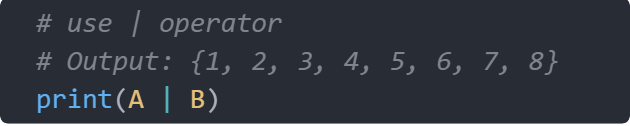 # use | operator
# Output: {1, 2, 3, 4, 5, 6, 7, 8}
print(A | B)